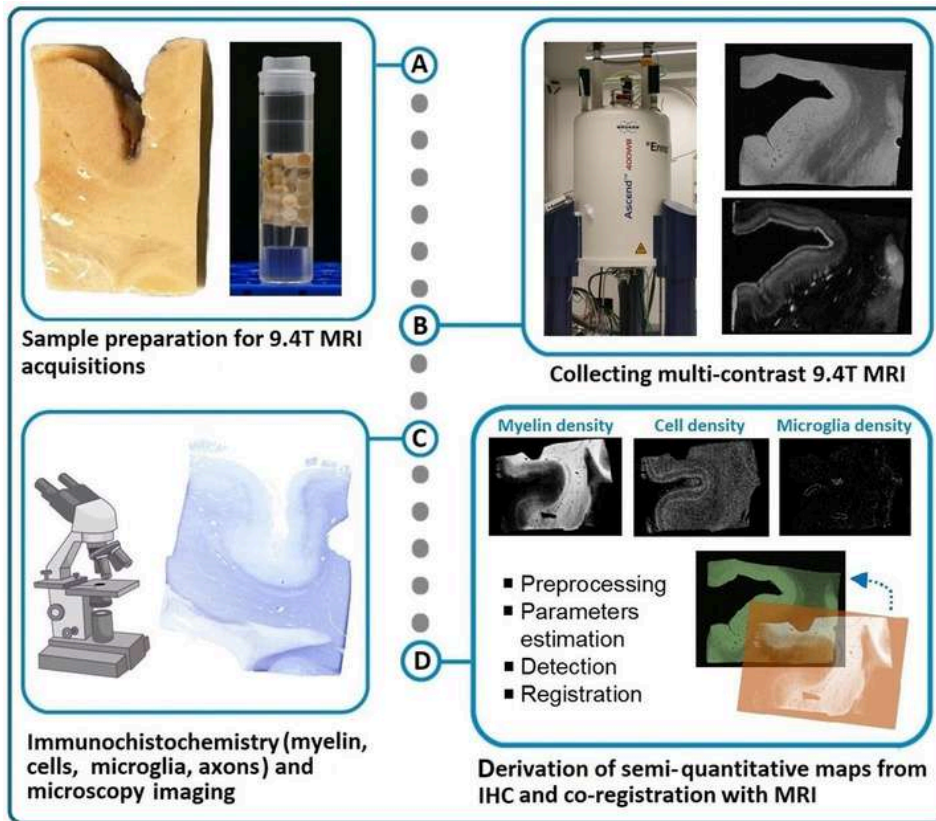 A
Sample preparation for 9.4T MRI
acquisitions
BRUKER
Ascend™ 400WB
B
Collecting multi-contrast 9.4T MRI
C
Immunochistochemistry (myelin,
cells, microglia, axons) and
microscopy imaging
Myelin density
Cell density
Microglia density
▪ Preprocessing
▪ Parameters
estimation
▪ Detection
▪ Registration
D
Derivation of semi-quantitative maps from
IHC and co-registration with MRI